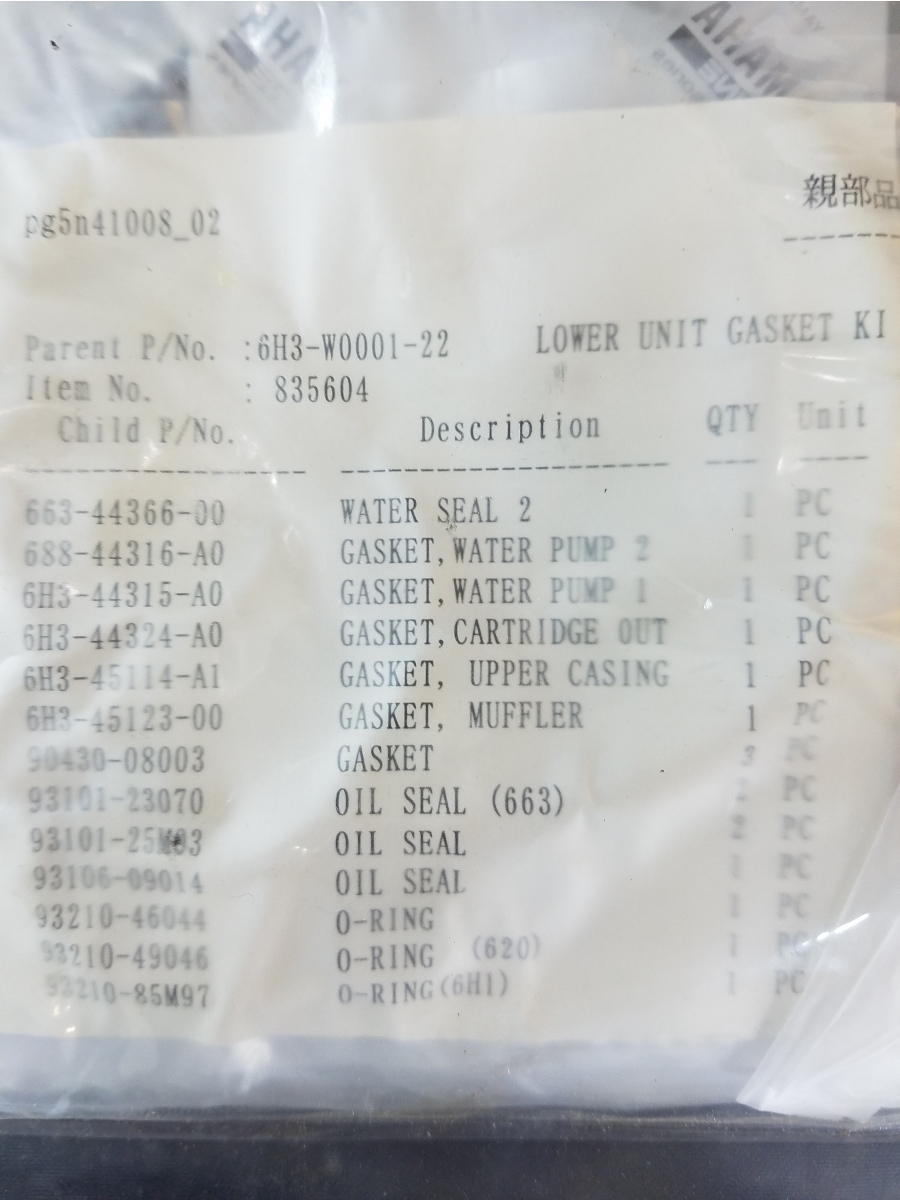 YAMAHA
YAMAHA
pg5n41008_02
親部品
Parent P/No. :6H3-W0001-22 LOWER UNIT GASKET KI
Item No. : 835604
Child P/No. Description QTY Unit
663-44366-00 WATER SEAL 2 1 PC
688-44316-A0 GASKET,WATER PUMP 2 1 PC
6H3-44315-A0 GASKET,WATER PUMP 1 1 PC
6H3-44324-A0 GASKET,CARTRIDGE OUT 1 PC
6H3-45114-A1 GASKET, UPPER CASING 1 PC
6H3-45123-00 GASKET, MUFFLER 1 PC
90430-08003 GASKET 3 PC
93101-23070 OIL SEAL (663) PC
93101-25M03 OIL SEAL 2 PC
93106-09014 OIL SEAL 1 PC
93210-46044 O-RING 1 PC
93210-49046 O-RING (620) 1 PC
93210-85M97 O-RING(6H1) 1 PC